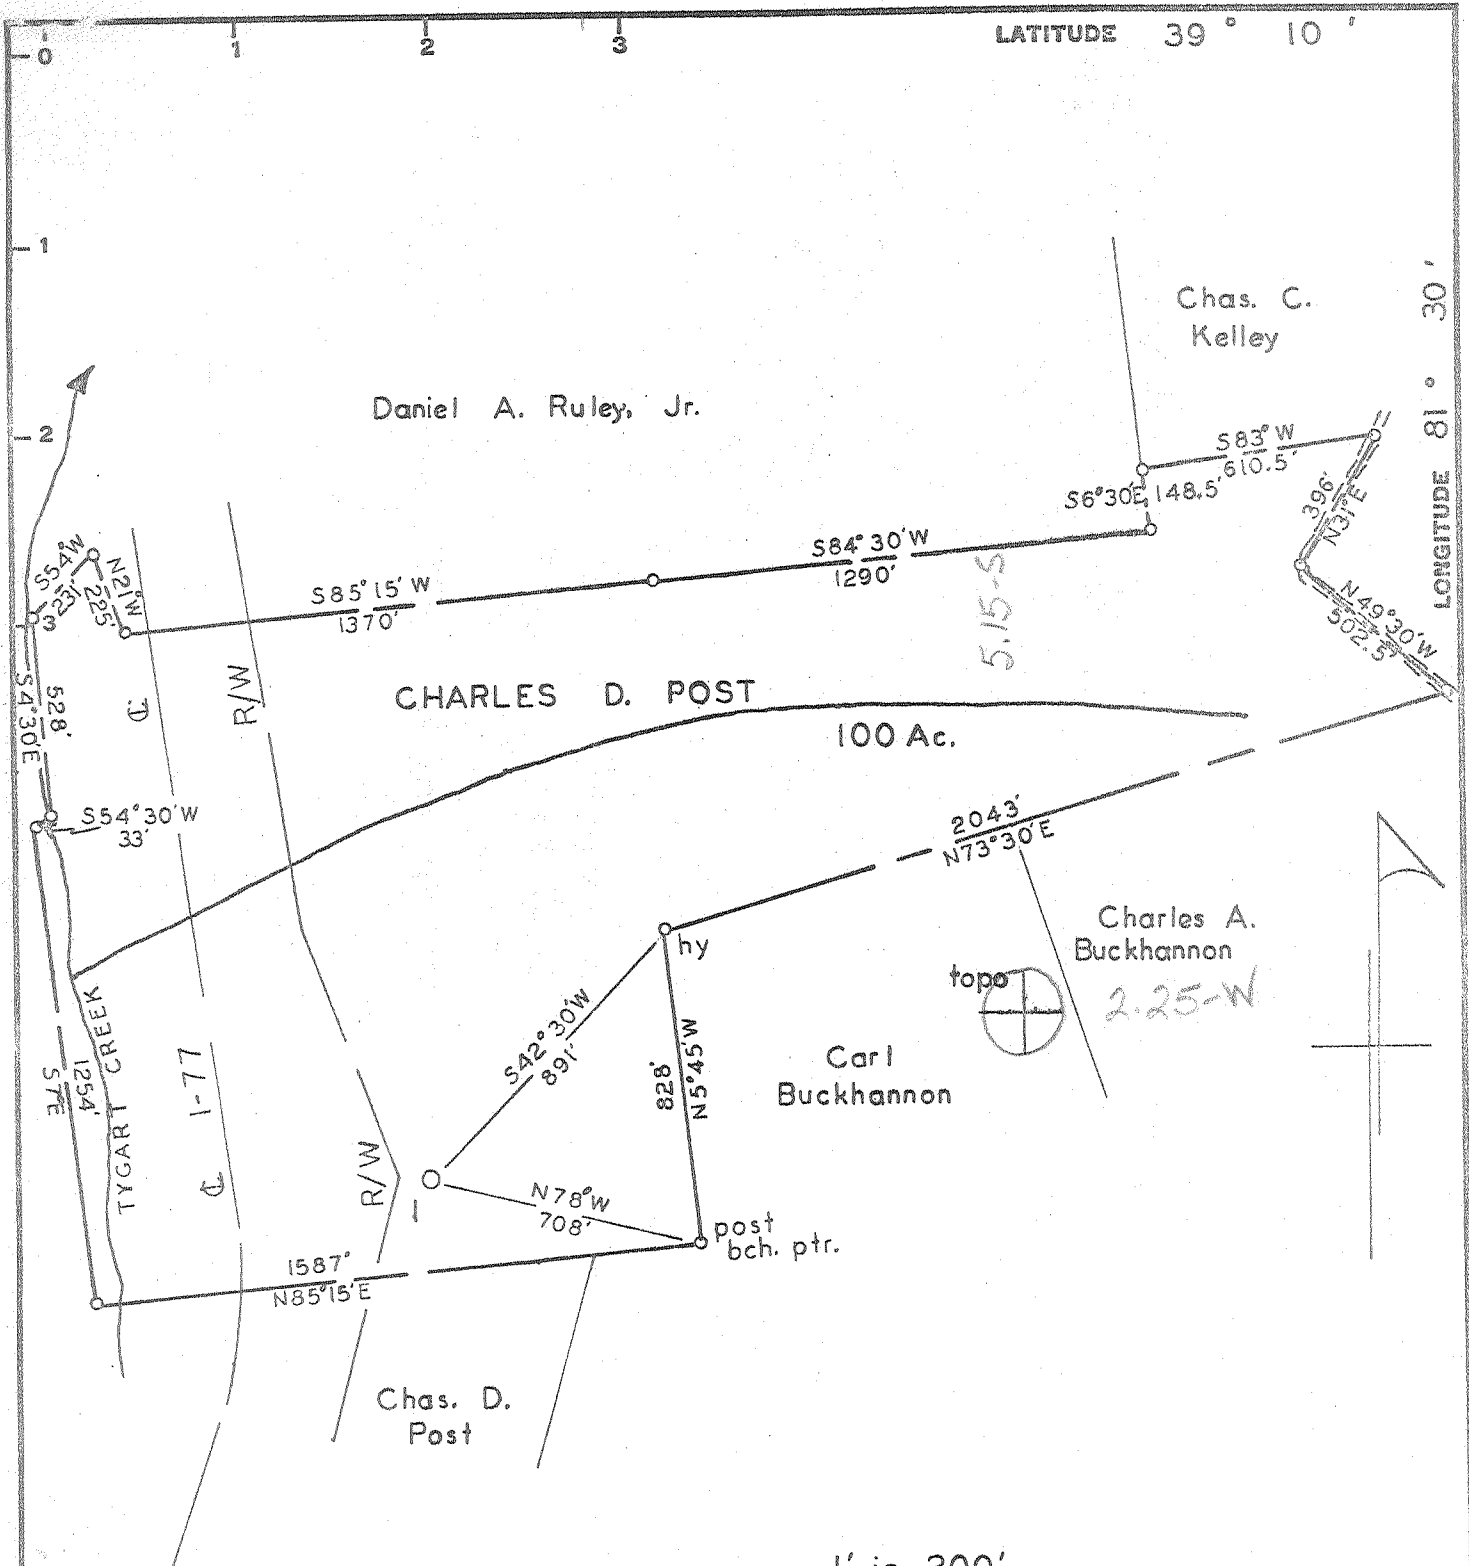 LATITUDE 39° 10'
0
1
2
3
1
2
3
LONGITUDE 81° 30'
Chas. C.
Kelley
Daniel A. Ruley, Jr.
S83°W
610.5'
S6°30'E 148.5'
396'
N31°E
N49°30'W
502.5'
S54°W
231'
N21°W
225'
S85°15'W
1370'
S84°30'W
1290'
5.15-S
S4°30'E
528'
R/W
CHARLES D. POST
100 Ac.
S54°30'W
33'
2043'
N73°30'E
hy
Charles A.
Buckhannon
topo
2.25-W
S42°30'W
891'
828'
N5°45'W
Carl
Buckhannon
S7°E
1254'
TYGART CREEK
I-77
R/W
1
N78°W
708'
post
bch. ptr.
1587'
N85°15'E
Chas. D.
Post